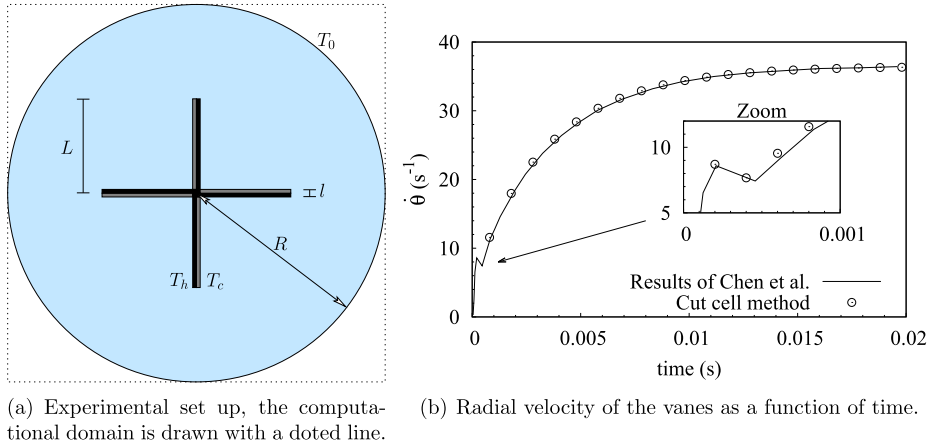 T₀
L
l
R
Tₕ T_c
(a) Experimental set up, the computa-
tional domain is drawn with a doted line.
40
30
20
10
0
θ̇ (s⁻¹)
Zoom
10
5
0 0.001
Results of Chen et al.
Cut cell method
0 0.005 0.01 0.015 0.02
time (s)
(b) Radial velocity of the vanes as a function of time.